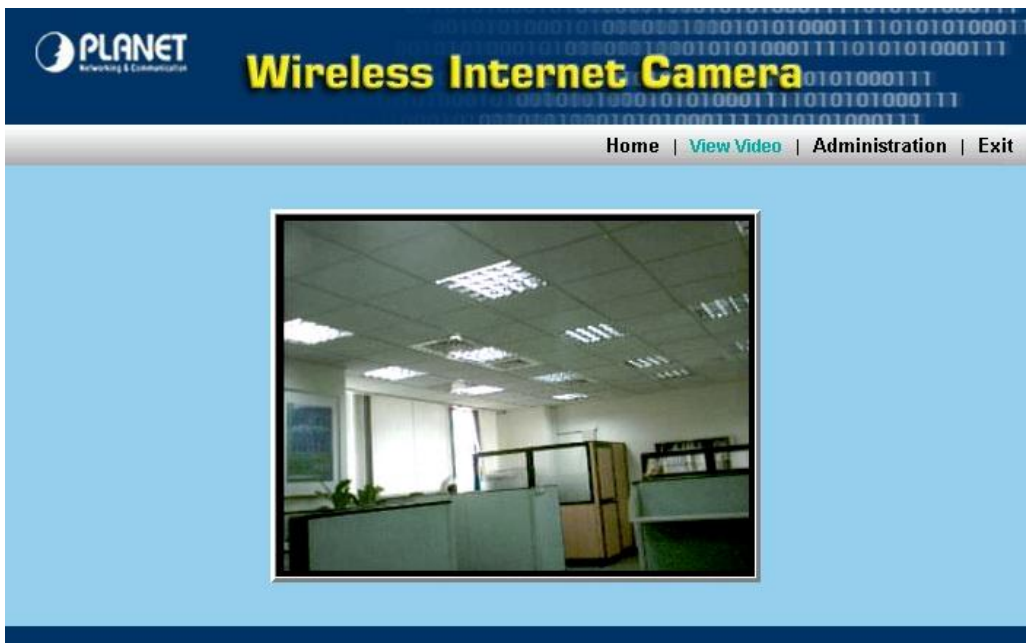 PLANET
Networking & Communication
Wireless Internet Camera
Home | View Video | Administration | Exit